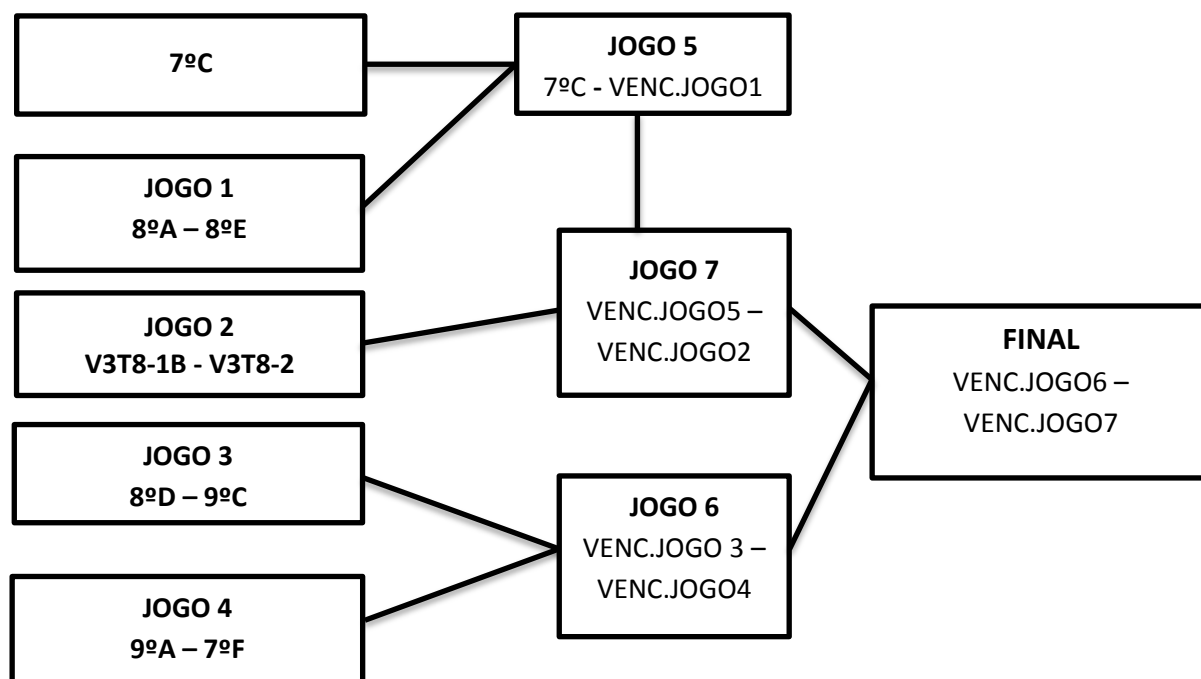 7ºC
JOGO 1
8ºA – 8ºE
JOGO 2
V3T8-1B - V3T8-2
JOGO 3
8ºD – 9ºC
JOGO 4
9ºA – 7ºF
JOGO 5
7ºC - VENC.JOGO1
JOGO 7
VENC.JOGO5 –
VENC.JOGO2
JOGO 6
VENC.JOGO 3 –
VENC.JOGO4
FINAL
VENC.JOGO6 –
VENC.JOGO7